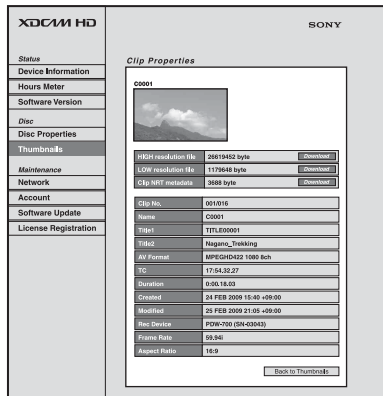 XDCAM HD
SONY
Status
Device Information
Hours Meter
Software Version
Disc
Disc Properties
Thumbnails
Maintenance
Network
Account
Software Update
License Registration
Clip Properties
C0001
HIGH resolution file 26619452 byte Download
LOW resolution file 1179648 byte Download
Clip NRT metadata 3688 byte Download
Clip No. 001/016
Name C0001
Title1 TITLE00001
Title2 Nagano_Trekking
AV Format MPEGHD422 1080 8ch
TC 17:54.32.27
Duration 0:00.18.03
Created 24 FEB 2009 15:40 +09:00
Modified 25 FEB 2009 21:05 +09:00
Rec Device PDW-700 (SN-03043)
Frame Rate 59.94i
Aspect Ratio 16:9
Back to Thumbnails